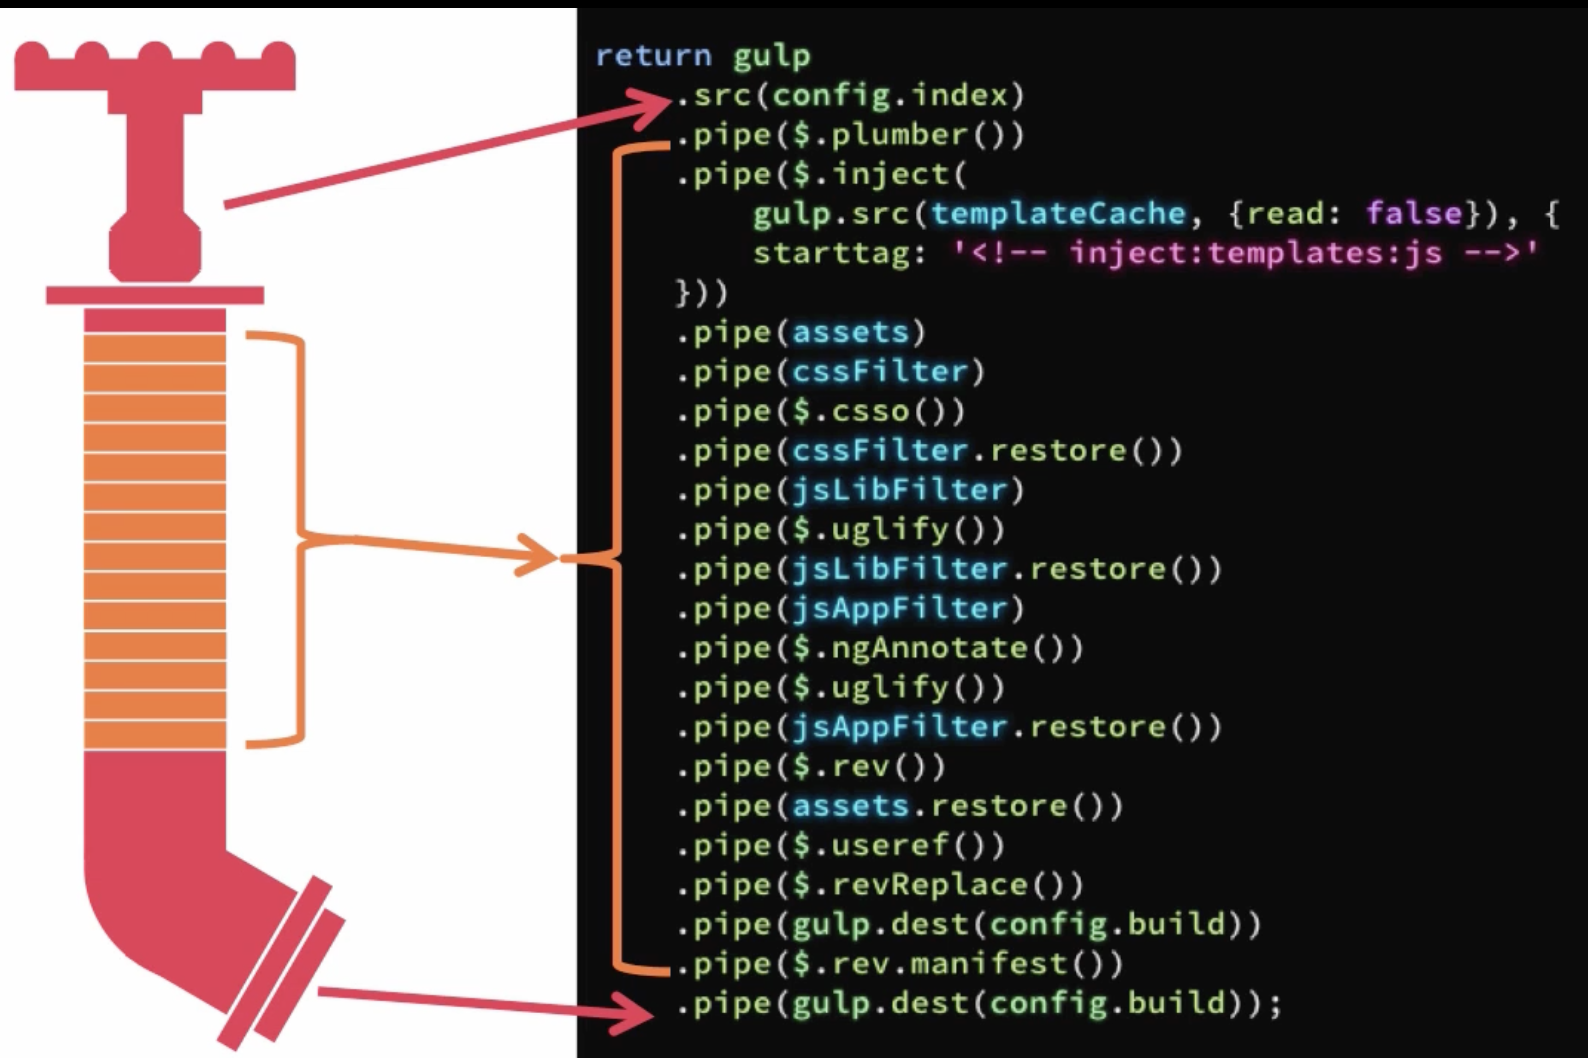 return gulp
.src(config.index)
.pipe($.plumber())
.pipe($.inject(
gulp.src(templateCache, {read: false}), {
starttag: '<!-- inject:templates:js -->'
}))
.pipe(assets)
.pipe(cssFilter)
.pipe($.csso())
.pipe(cssFilter.restore())
.pipe(jsLibFilter)
.pipe($.uglify())
.pipe(jsLibFilter.restore())
.pipe(jsAppFilter)
.pipe($.ngAnnotate())
.pipe($.uglify())
.pipe(jsAppFilter.restore())
.pipe($.rev())
.pipe(assets.restore())
.pipe($.useref())
.pipe($.revReplace())
.pipe(gulp.dest(config.build))
.pipe($.rev.manifest())
.pipe(gulp.dest(config.build));